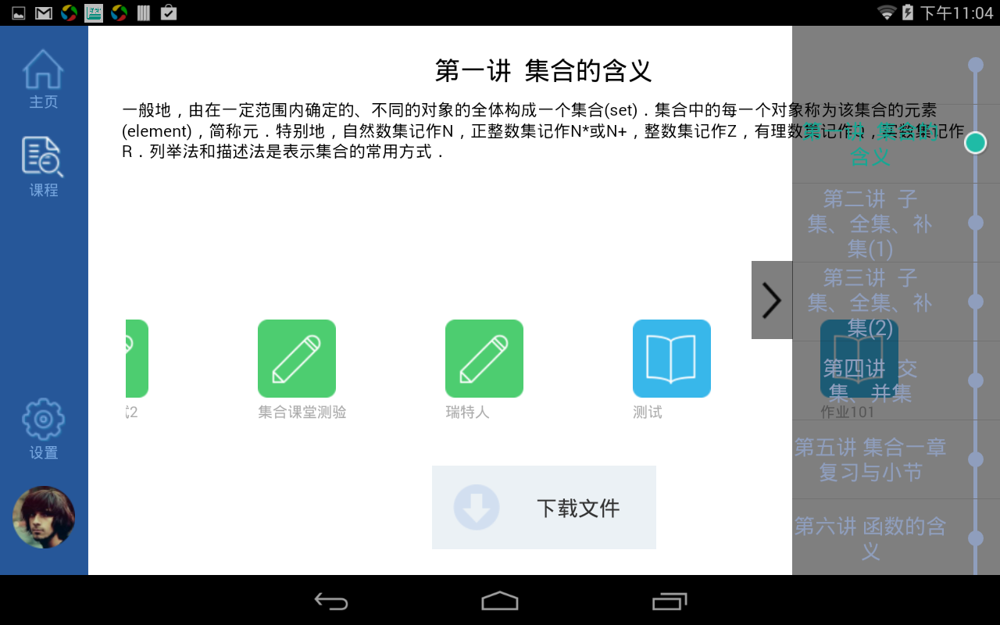 下午11:04
主页
课程
设置
第一讲 集合的含义
一般地，由在一定范围内确定的、不同的对象的全体构成一个集合(set)．集合中的每一个对象称为该集合的元素
(element)，简称元．特别地，自然数集记作N，正整数集记作N*或N+，整数集记作Z，有理数集记作Q，实数集记作
R．列举法和描述法是表示集合的常用方式．
2
集合课堂测验
瑞特人
测试
作业101
下载文件
第一讲 集合的
含义
第二讲 子
集、全集、补
集(1)
第三讲 子
集、全集、补
集(2)
第四讲 交
集、并集
第五讲 集合一章
复习与小节
第六讲 函数的含
义